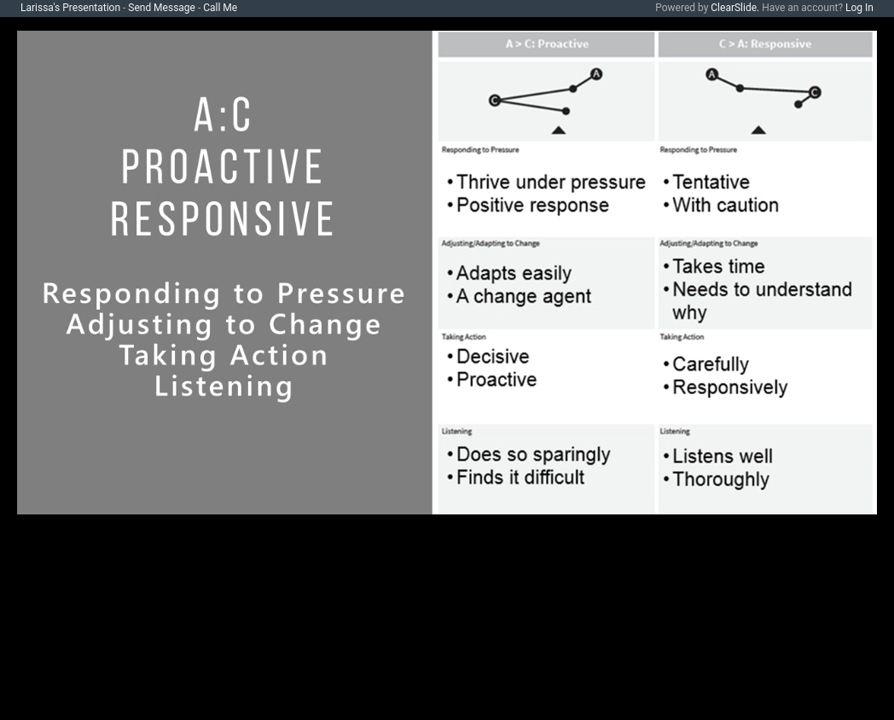 Larissa's Presentation - Send Message - Call Me
Powered by ClearSlide. Have an account? Log In
A:C
PROACTIVE
RESPONSIVE
Responding to Pressure
Adjusting to Change
Taking Action
Listening
A > C: Proactive
C > A: Responsive
A
C
A
C
Responding to Pressure
• Thrive under pressure
• Positive response
Responding to Pressure
• Tentative
• With caution
Adjusting/Adapting to Change
• Adapts easily
• A change agent
Adjusting/Adapting to Change
• Takes time
• Needs to understand
why
Taking Action
• Decisive
• Proactive
Taking Action
• Carefully
• Responsively
Listening
• Does so sparingly
• Finds it difficult
Listening
• Listens well
• Thoroughly